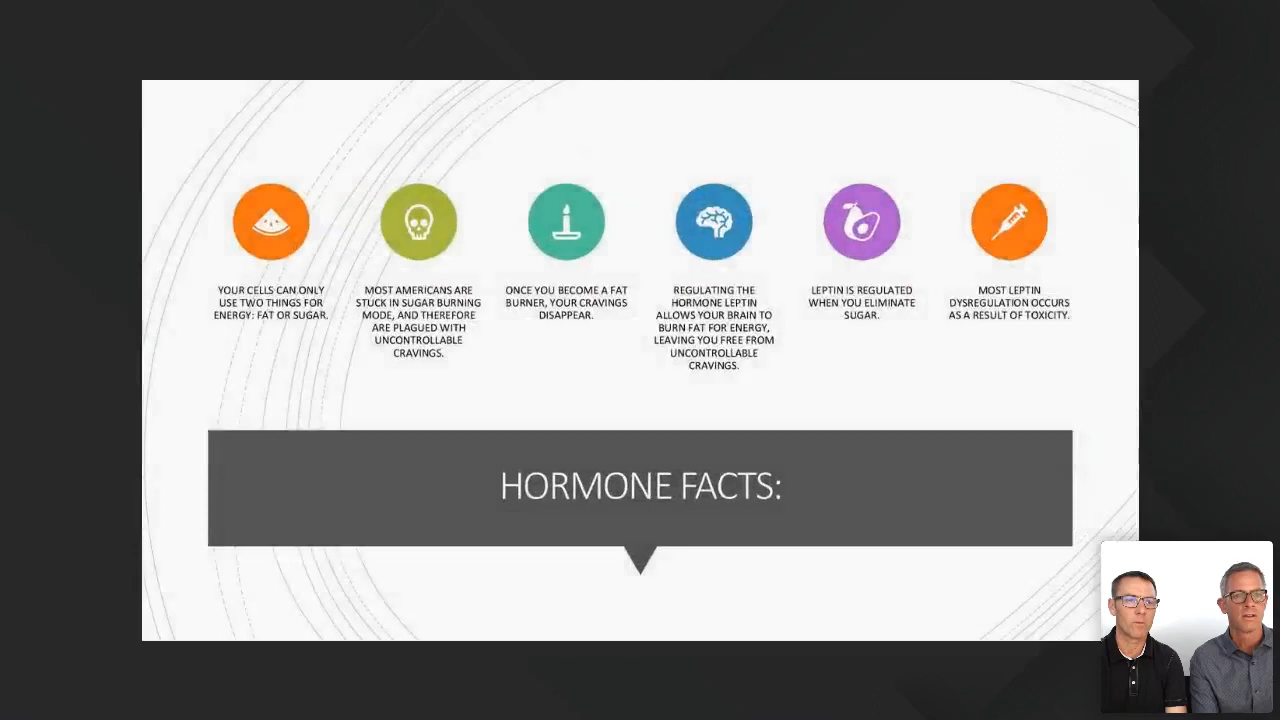 YOUR CELLS CAN ONLY
USE TWO THINGS FOR
ENERGY: FAT OR SUGAR.
MOST AMERICANS ARE
STUCK IN SUGAR BURNING
MODE, AND THEREFORE
ARE PLAGUED WITH
UNCONTROLLABLE
CRAVINGS.
ONCE YOU BECOME A FAT
BURNER, YOUR CRAVINGS
DISAPPEAR.
REGULATING THE
HORMONE LEPTIN
ALLOWS YOUR BRAIN TO
BURN FAT FOR ENERGY,
LEAVING YOU FREE FROM
UNCONTROLLABLE
CRAVINGS.
LEPTIN IS REGULATED
WHEN YOU ELIMINATE
SUGAR.
MOST LEPTIN
DYSREGULATION OCCURS
AS A RESULT OF TOXICITY.
HORMONE FACTS: